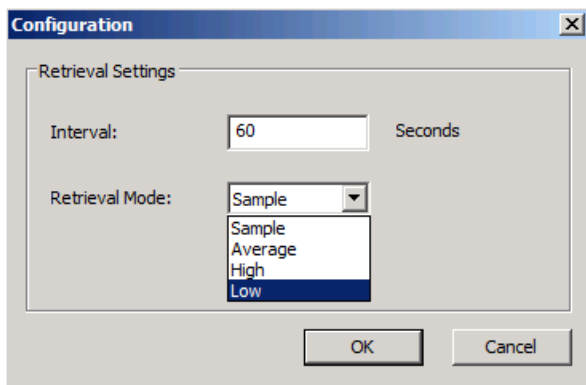 Configuration
Retrieval Settings
Interval: 60 Seconds
Retrieval Mode: Sample
Sample
Average
High
Low
OK Cancel